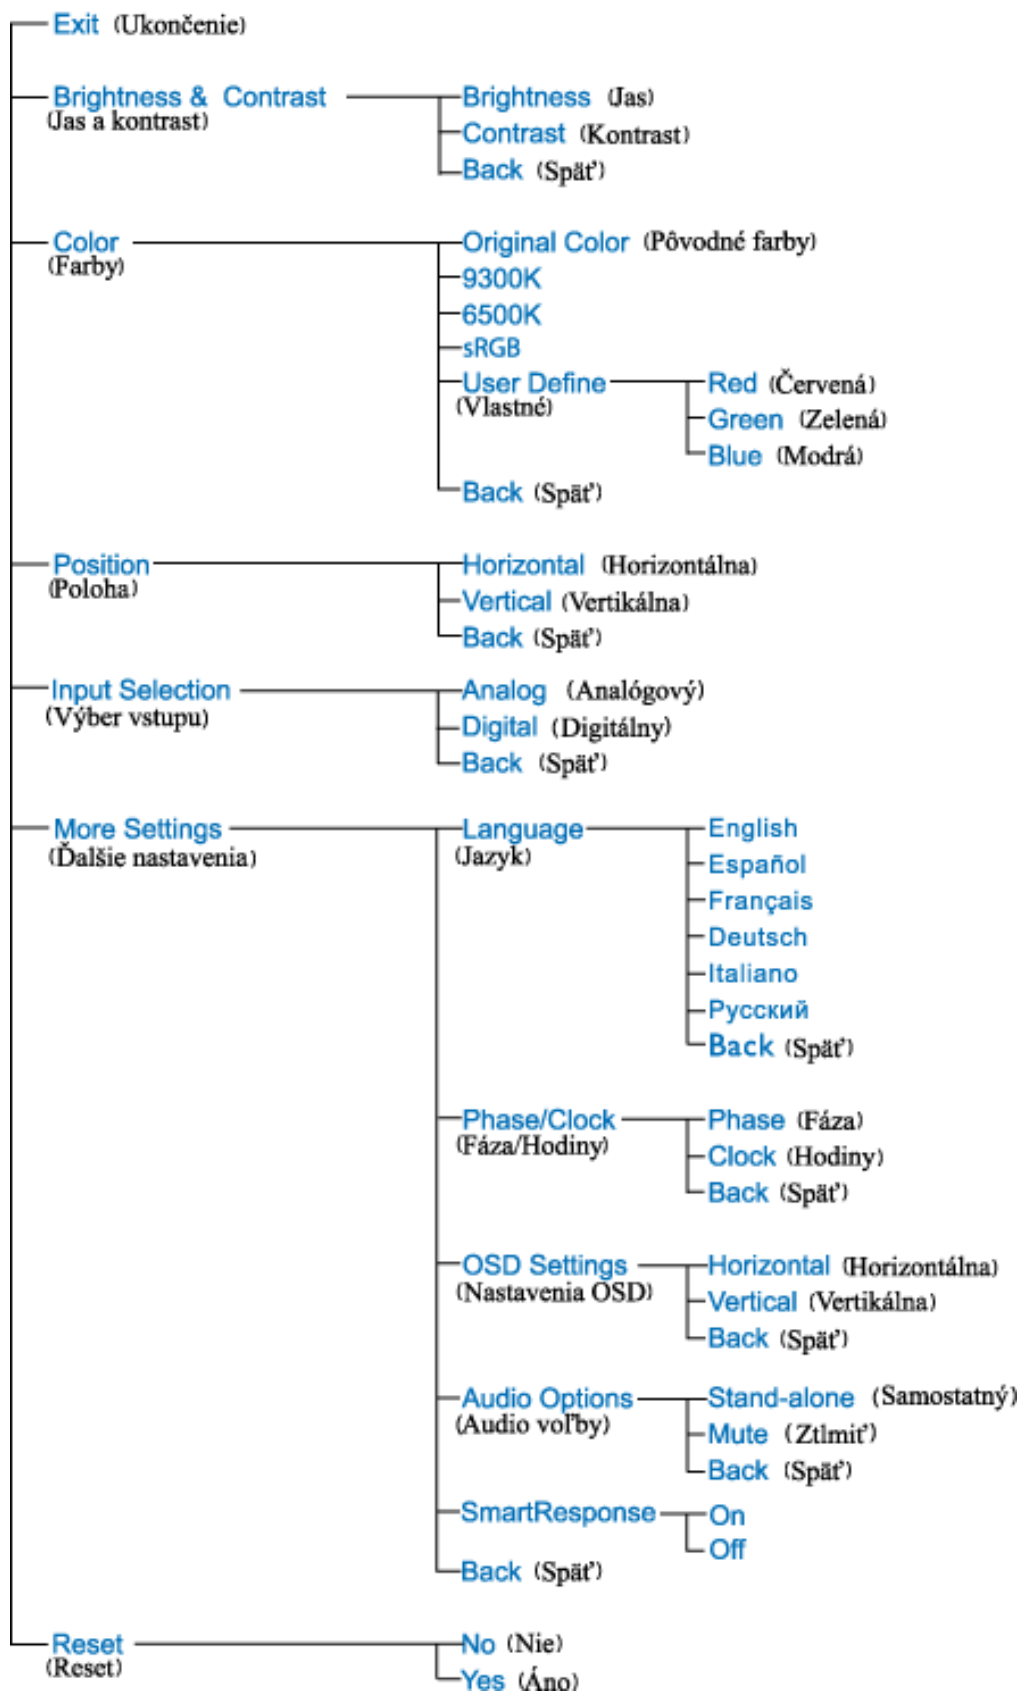 Exit (Ukončenie)
Brightness & Contrast
(Jas a kontrast)
Brightness (Jas)
Contrast (Kontrast)
Back (Späť)
Color
(Farby)
Original Color (Pôvodné farby)
9300K
6500K
sRGB
User Define
(Vlastné)
Red (Červená)
Green (Zelená)
Blue (Modrá)
Back (Späť)
Position
(Poloha)
Horizontal (Horizontálna)
Vertical (Vertikálna)
Back (Späť)
Input Selection
(Výber vstupu)
Analog (Analógový)
Digital (Digitálny)
Back (Späť)
More Settings
(Ďalšie nastavenia)
Language
(Jazyk)
English
Español
Français
Deutsch
Italiano
Русский
Back (Späť)
Phase/Clock
(Fáza/Hodiny)
Phase (Fáza)
Clock (Hodiny)
Back (Späť)
OSD Settings
(Nastavenia OSD)
Horizontal (Horizontálna)
Vertical (Vertikálna)
Back (Späť)
Audio Options
(Audio voľby)
Stand-alone (Samostatný)
Mute (Ztlmiť)
Back (Späť)
SmartResponse
On
Off
Back (Späť)
Reset
(Reset)
No (Nie)
Yes (Áno)